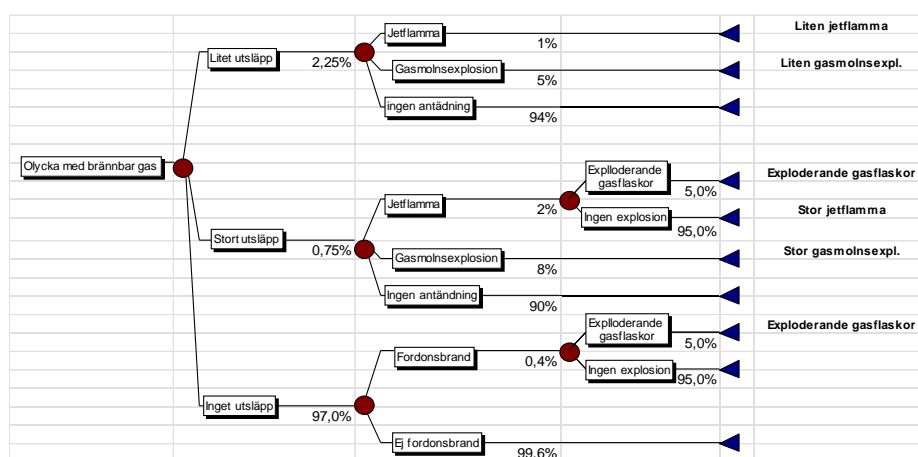 Jetflamma
1%
Liten jetflamma
Litet utsläpp
2,25%
Gasmolnsexplosion
5%
Liten gasmolnsexpl.
ingen antädning
94%
Olycka med brännbar gas
Explloderande
gasflaskor
5,0%
Exploderande gasflaskor
Jetflamma
2%
Ingen explosion
95,0%
Stor jetflamma
Stort utsläpp
0,75%
Gasmolnsexplosion
8%
Stor gasmolnsexpl.
Ingen antändning
90%
Explloderande
gasflaskor
5,0%
Exploderande gasflaskor
Fordonsbrand
0,4%
Ingen explosion
95,0%
Inget utsläpp
97,0%
Ej fordonsbrand
99,6%